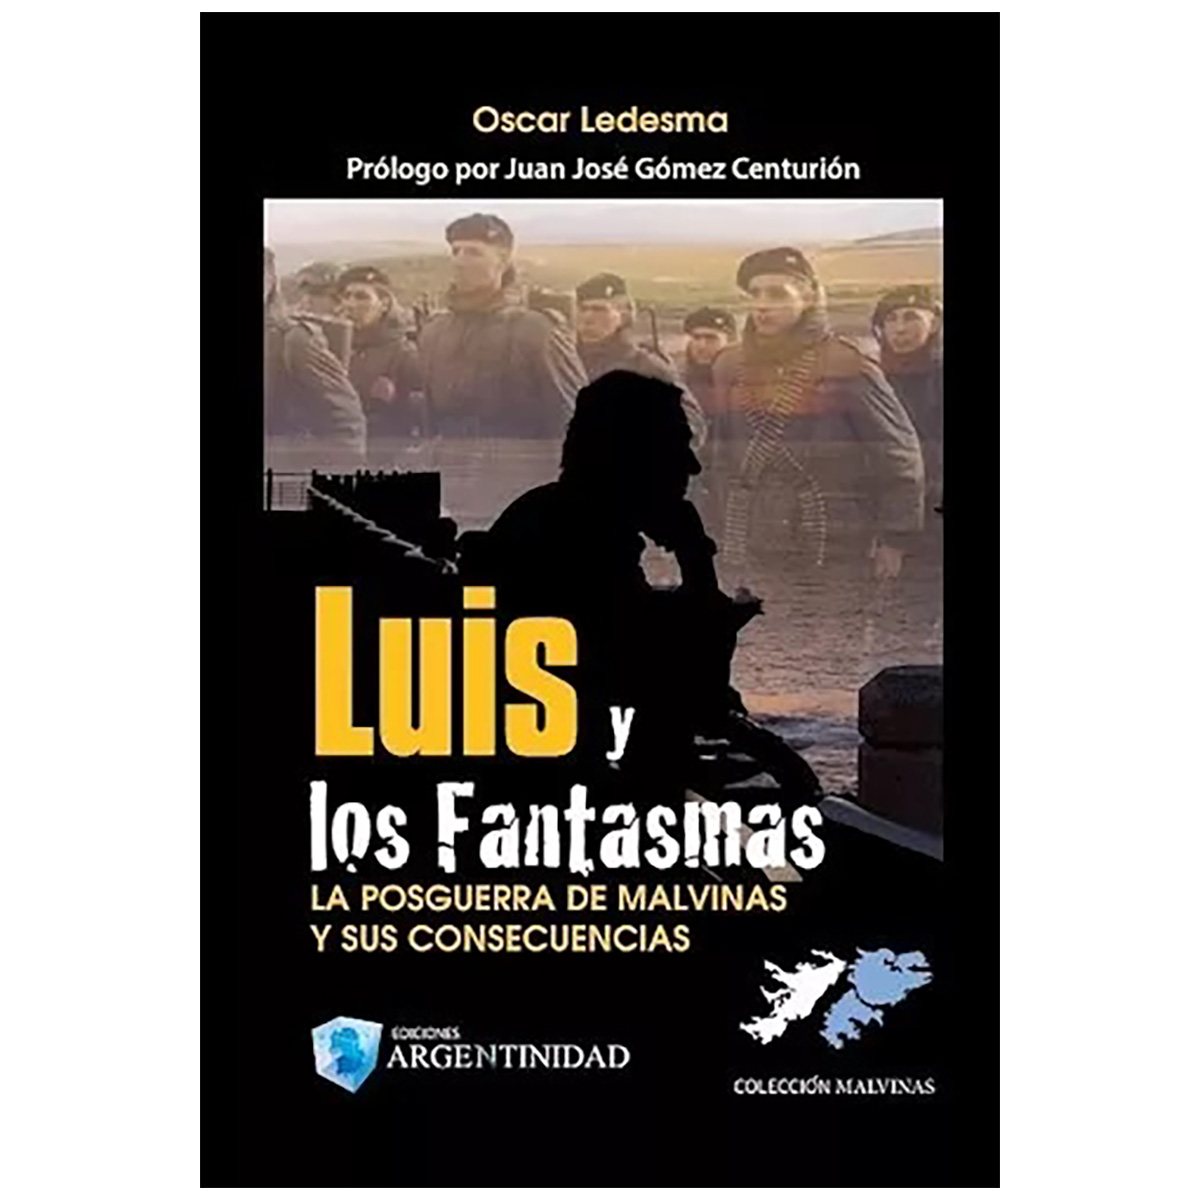 Oscar Ledesma
Prólogo por Juan José Gómez Centurión
Luis y
los Fantasmas
LA POSGUERRA DE MALVINAS
Y SUS CONSECUENCIAS
EDICIONES
ARGENTINIDAD
COLECCIÓN MALVINAS